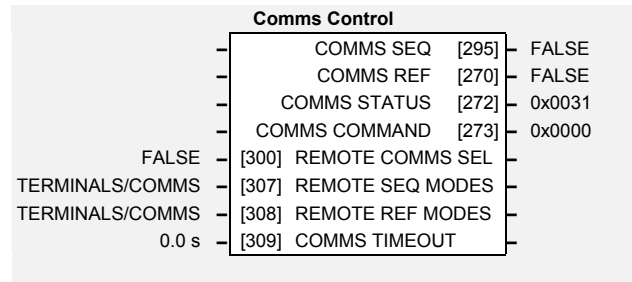 Comms Control
COMMS SEQ [295] FALSE
COMMS REF [270] FALSE
COMMS STATUS [272] 0x0031
COMMS COMMAND [273] 0x0000
FALSE [300] REMOTE COMMS SEL
TERMINALS/COMMS [307] REMOTE SEQ MODES
TERMINALS/COMMS [308] REMOTE REF MODES
0.0 s [309] COMMS TIMEOUT